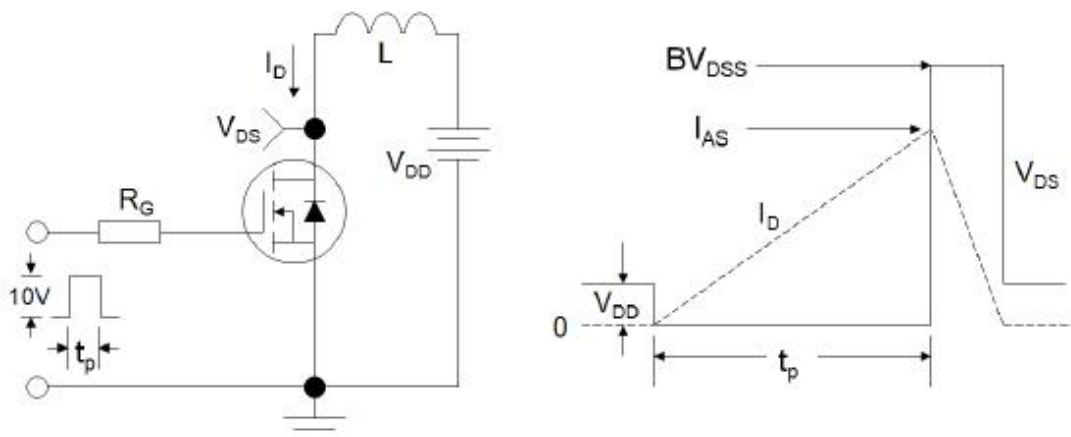 L
I_D
V_DS
V_DD
R_G
10V
t_p
BV_DSS
I_AS
V_DS
I_D
V_DD
0
t_p